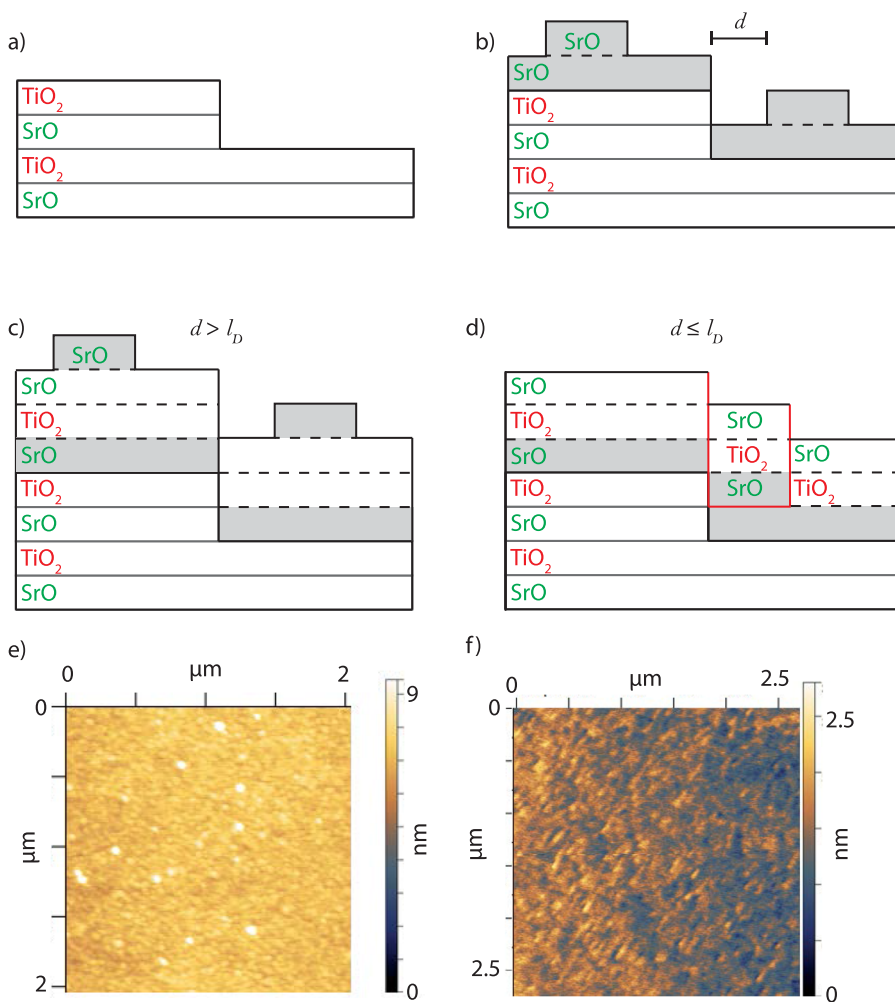 a)
TiO2
SrO
TiO2
SrO
b)
d
SrO
SrO
TiO2
SrO
TiO2
SrO
c)
d > lD
SrO
SrO
TiO2
SrO
TiO2
SrO
TiO2
SrO
d)
d ≤ lD
SrO
TiO2
SrO
SrO
TiO2
SrO
TiO2
SrO
TiO2
SrO
TiO2
SrO
e)
0
μm
2
0
μm
2
9
nm
0
f)
0
μm
2.5
0
μm
2.5
2.5
nm
0